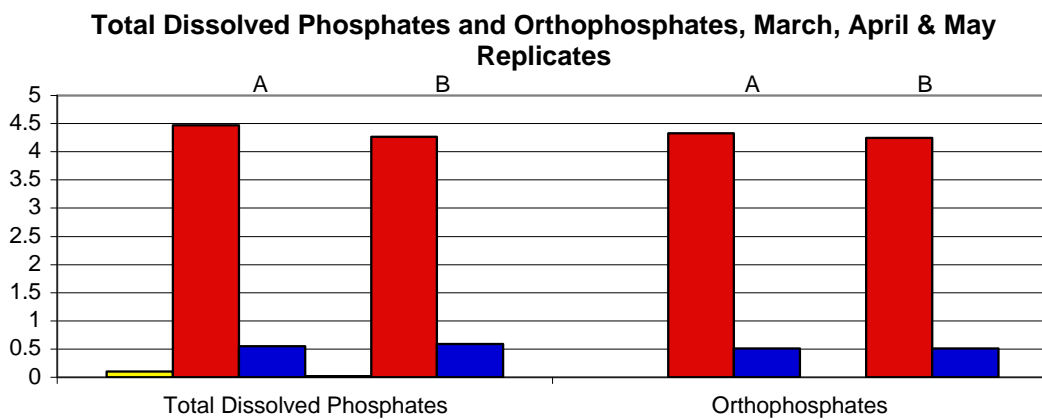 Total Dissolved Phosphates and Orthophosphates, March, April & May
Replicates
A B A B
5
4.5
4
3.5
3
2.5
2
1.5
1
0.5
0
Total Dissolved Phosphates Orthophosphates